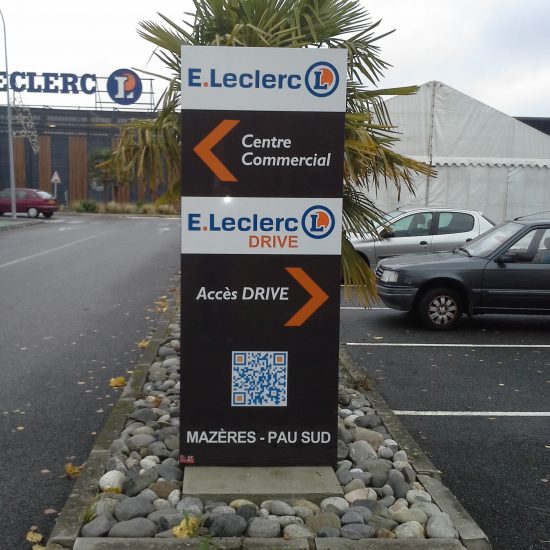 LECLERC L
E.Leclerc L
Centre
Commercial
E.Leclerc L
DRIVE
Accès DRIVE
MAZÈRES - PAU SUD